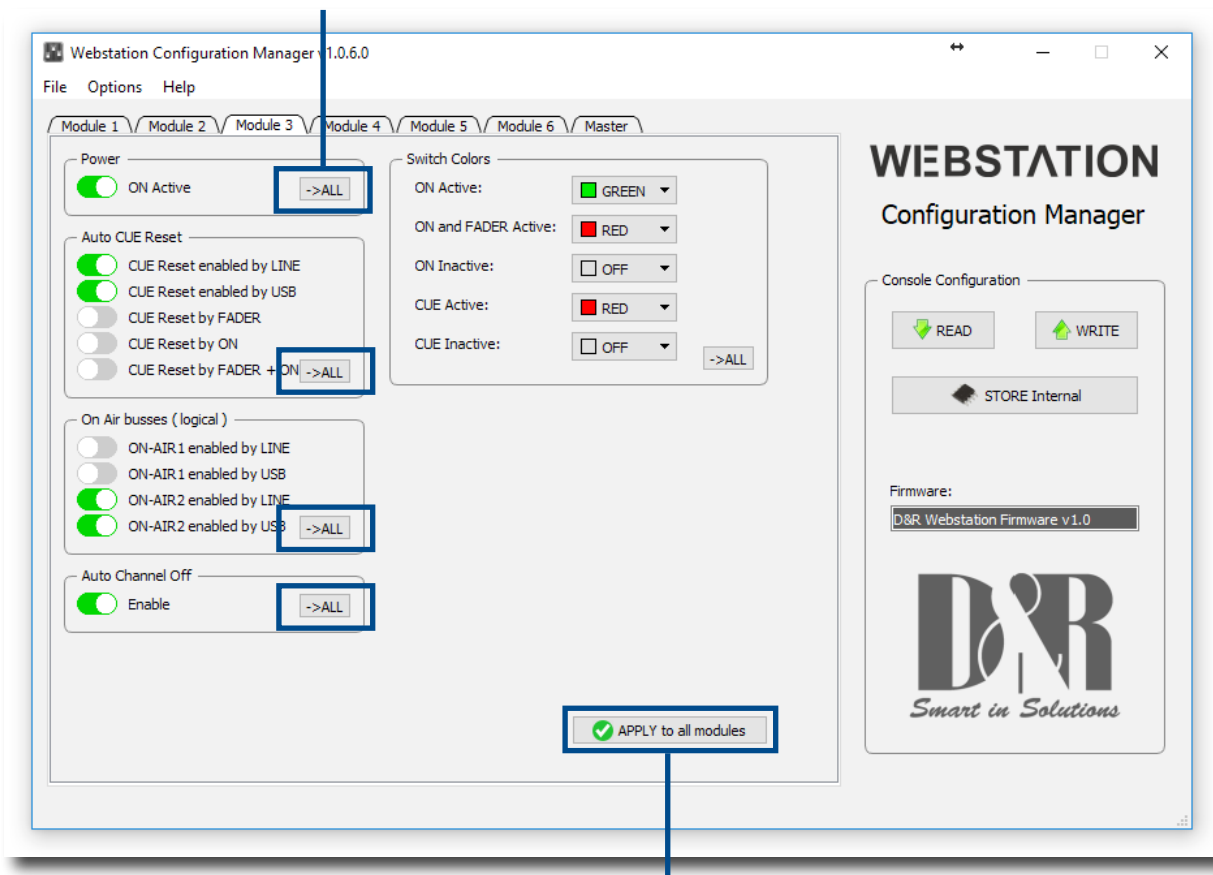 Webstation Configuration Manager v1.0.6.0
File Options Help
Module 1 Module 2 Module 3 Module 4 Module 5 Module 6 Master
Power
ON Active ->ALL
Auto CUE Reset
CUE Reset enabled by LINE
CUE Reset enabled by USB
CUE Reset by FADER
CUE Reset by ON
CUE Reset by FADER + ON ->ALL
On Air busses ( logical )
ON-AIR1 enabled by LINE
ON-AIR1 enabled by USB
ON-AIR2 enabled by LINE
ON-AIR2 enabled by USB ->ALL
Auto Channel Off
Enable ->ALL
Switch Colors
ON Active: GREEN
ON and FADER Active: RED
ON Inactive: OFF
CUE Active: RED
CUE Inactive: OFF
->ALL
APPLY to all modules
WEBSTATION
Configuration Manager
Console Configuration
READ WRITE
STORE Internal
Firmware:
D&R Webstation Firmware v1.0
D&R
Smart in Solutions